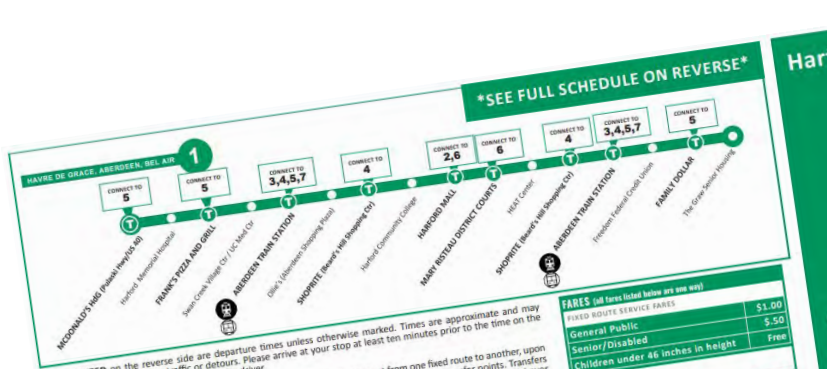 *SEE FULL SCHEDULE ON REVERSE*
HAVRE DE GRACE, ABERDEEN, BEL AIR
1
CONNECT TO
5
CONNECT TO
5
CONNECT TO
3,4,5,7
CONNECT TO
4
CONNECT TO
2,6
CONNECT TO
6
CONNECT TO
4
CONNECT TO
3,4,5,7
CONNECT TO
5
T
T
T
T
T
T
T
T
T
MCDONALD'S HdG (Pulaski Hwy/US 40)
Harford Memorial Hospital
FRANK'S PIZZA AND GRILL
Swan Creek Village Ctr / UC Med Ctr
ABERDEEN TRAIN STATION
Ollie's (Aberdeen Shopping Plaza)
SHOPRITE (Beard's Hill Shopping Ctr)
Harford Community College
HARFORD MALL
MARY RISTEAU DISTRICT COURTS
HEAT Center
SHOPRITE (Beard's Hill Shopping Ctr)
ABERDEEN TRAIN STATION
Freedom Federal Credit Union
FAMILY DOLLAR
The Graw Senior Housing
on the reverse side are departure times unless otherwise marked. Times are approximate and may
or detours. Please arrive at your stop at least ten minutes prior to the time on the
from one fixed route to another, upon
points. Transfers
FARES (all fares listed below are one way)
FIXED ROUTE SERVICE FARES
General Public $1.00
Senior/Disabled $.50
Children under 46 inches in height Free